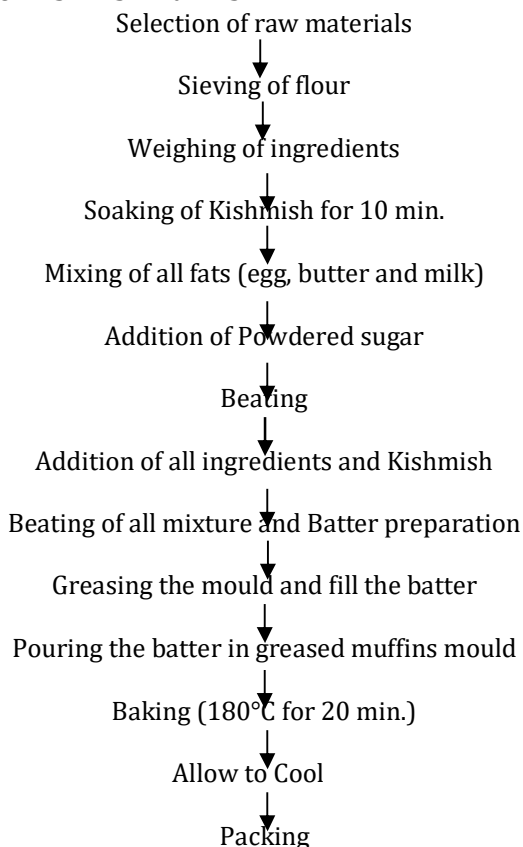 Selection of raw materials
Sieving of flour
Weighing of ingredients
Soaking of Kishmish for 10 min.
Mixing of all fats (egg, butter and milk)
Addition of Powdered sugar
Beating
Addition of all ingredients and Kishmish
Beating of all mixture and Batter preparation
Greasing the mould and fill the batter
Pouring the batter in greased muffins mould
Baking (180°C for 20 min.)
Allow to Cool
Packing